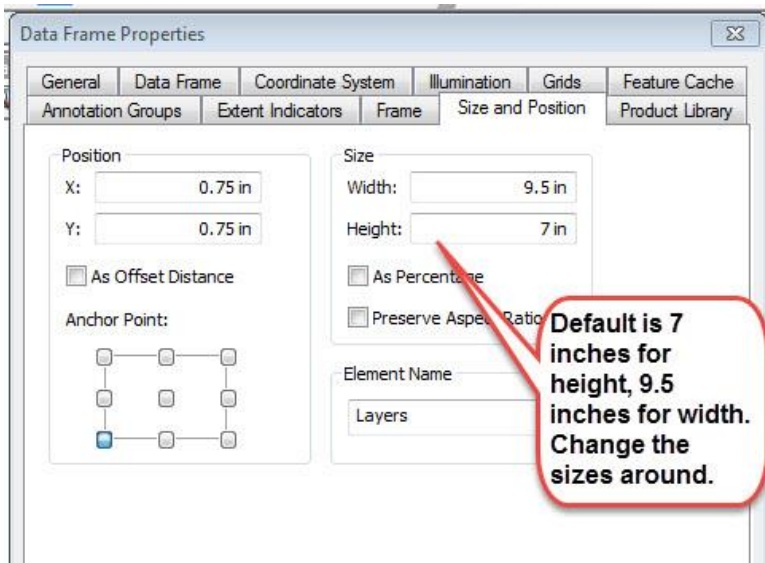 Data Frame Properties
General Data Frame Coordinate System Illumination Grids Feature Cache
Annotation Groups Extent Indicators Frame Size and Position Product Library
Position
X: 0.75 in
Y: 0.75 in
As Offset Distance
Anchor Point:
Size
Width: 9.5 in
Height: 7 in
As Percentage
Preserve Aspect Ratio
Element Name
Layers
Default is 7
inches for
height, 9.5
inches for width.
Change the
sizes around.